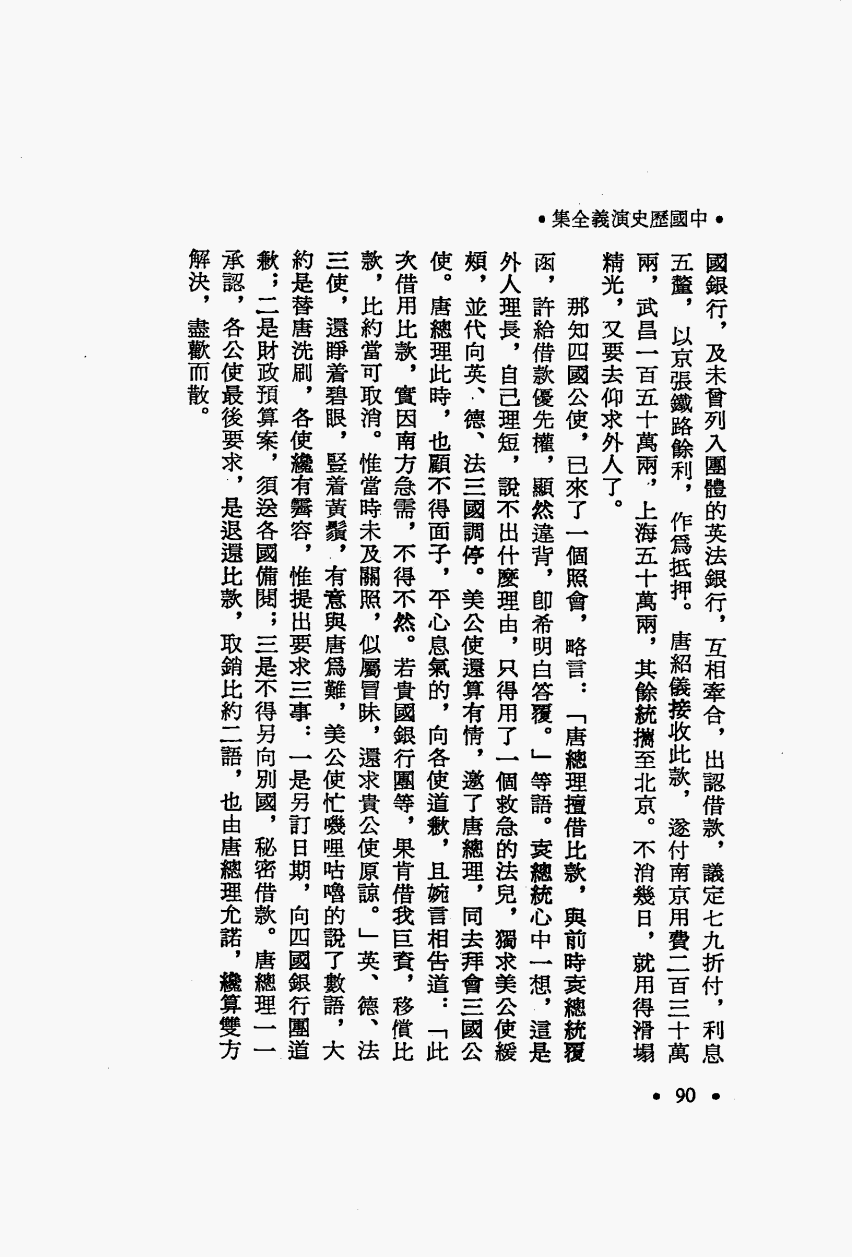 •中國歷史演義全集•
國銀行，及未曾列入團體的英法銀行，互相牽合，出認借款，議定七九折付，利息
五釐，以京張鐵路餘利，作爲抵押。唐紹儀接收此款，遂付南京用費二百三十萬
兩，武昌一百五十萬兩，上海五十萬兩，其餘統攜至北京。不消幾日，就用得滑塌
精光，又要去仰求外人了。
那知四國公使，已來了一個照會，略言：「唐總理擅借比款，與前時袁總統覆
函，許給借款優先權，顯然違背，卽希明白答覆。」等語。袁總統心中一想，這是
外人理長，自己理短，說不出什麼理由，只得用了一個救急的法兒，獨求美公使緩
頰，並代向英、德、法三國調停。美公使還算有情，邀了唐總理，同去拜會三國公
使。唐總理此時，也顧不得面子，平心息氣的，向各使道歉，且婉言相告道：「此
次借用比款，實因南方急需，不得不然。若貴國銀行團等，果肯借我巨資，移償比
款，比約當可取消。惟當時未及關照，似屬冒昧，還求貴公使原諒。」英、德、法
三使，還睜着碧眼，豎着黃鬚，有意與唐爲難，美公使忙嘰哩咕嚕的說了數語，大
約是替唐洗刷，各使纔有霽容，惟提出要求三事：一是另訂日期，向四國銀行團道
歉；二是財政預算案，須送各國備閱；三是不得另向別國，秘密借款。唐總理一一
承認，各公使最後要求，是退還比款，取銷比約二語，也由唐總理允諾，纔算雙方
解決，盡歡而散。
• 90 •